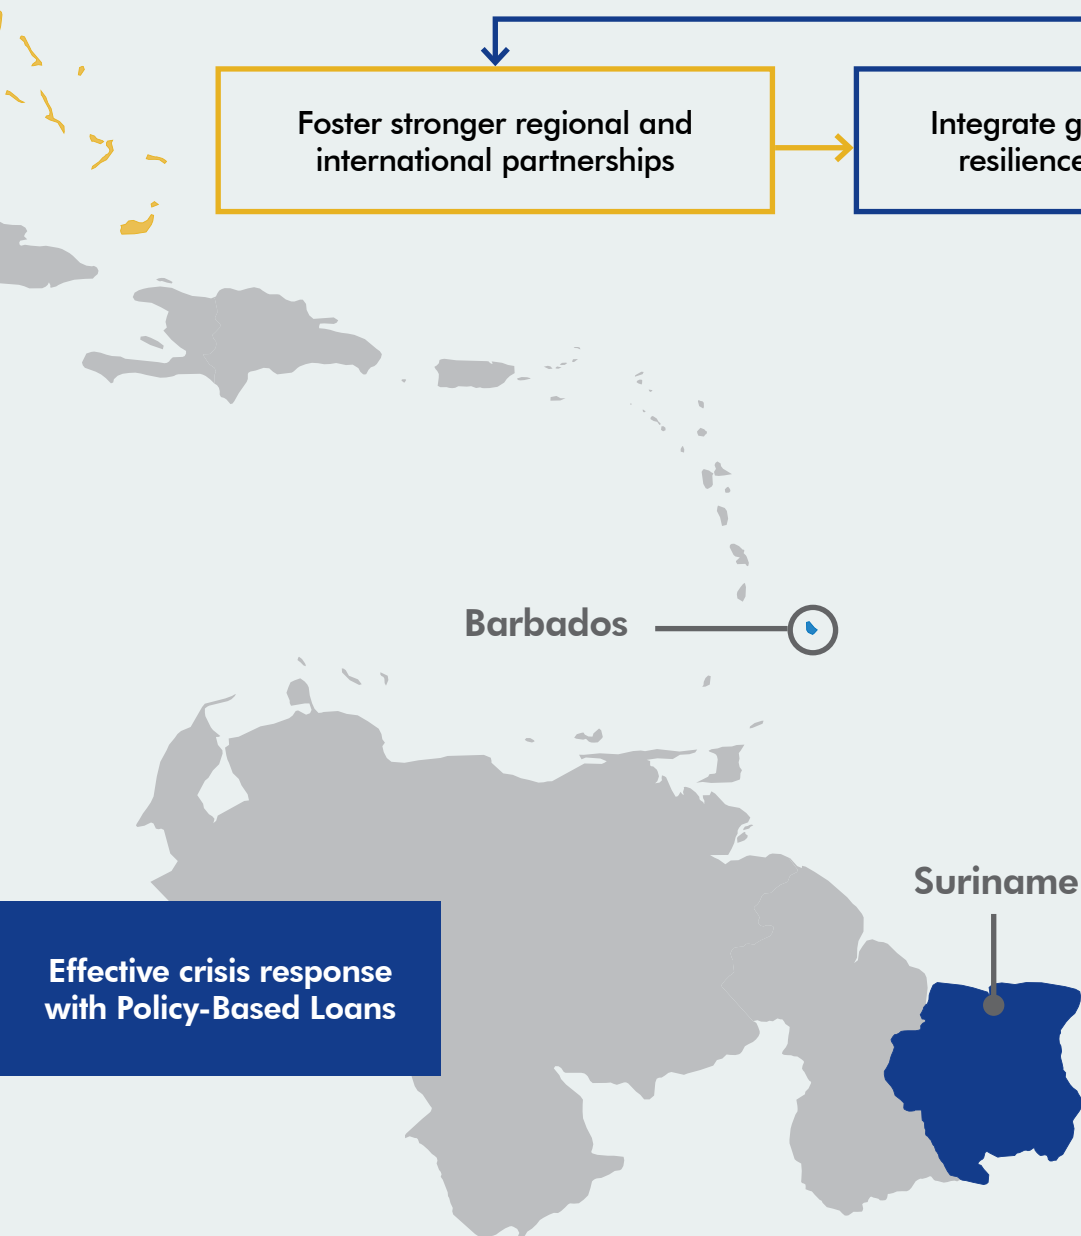 Foster stronger regional and
international partnerships
Integrate g
resilience
Barbados
Suriname
Effective crisis response
with Policy-Based Loans